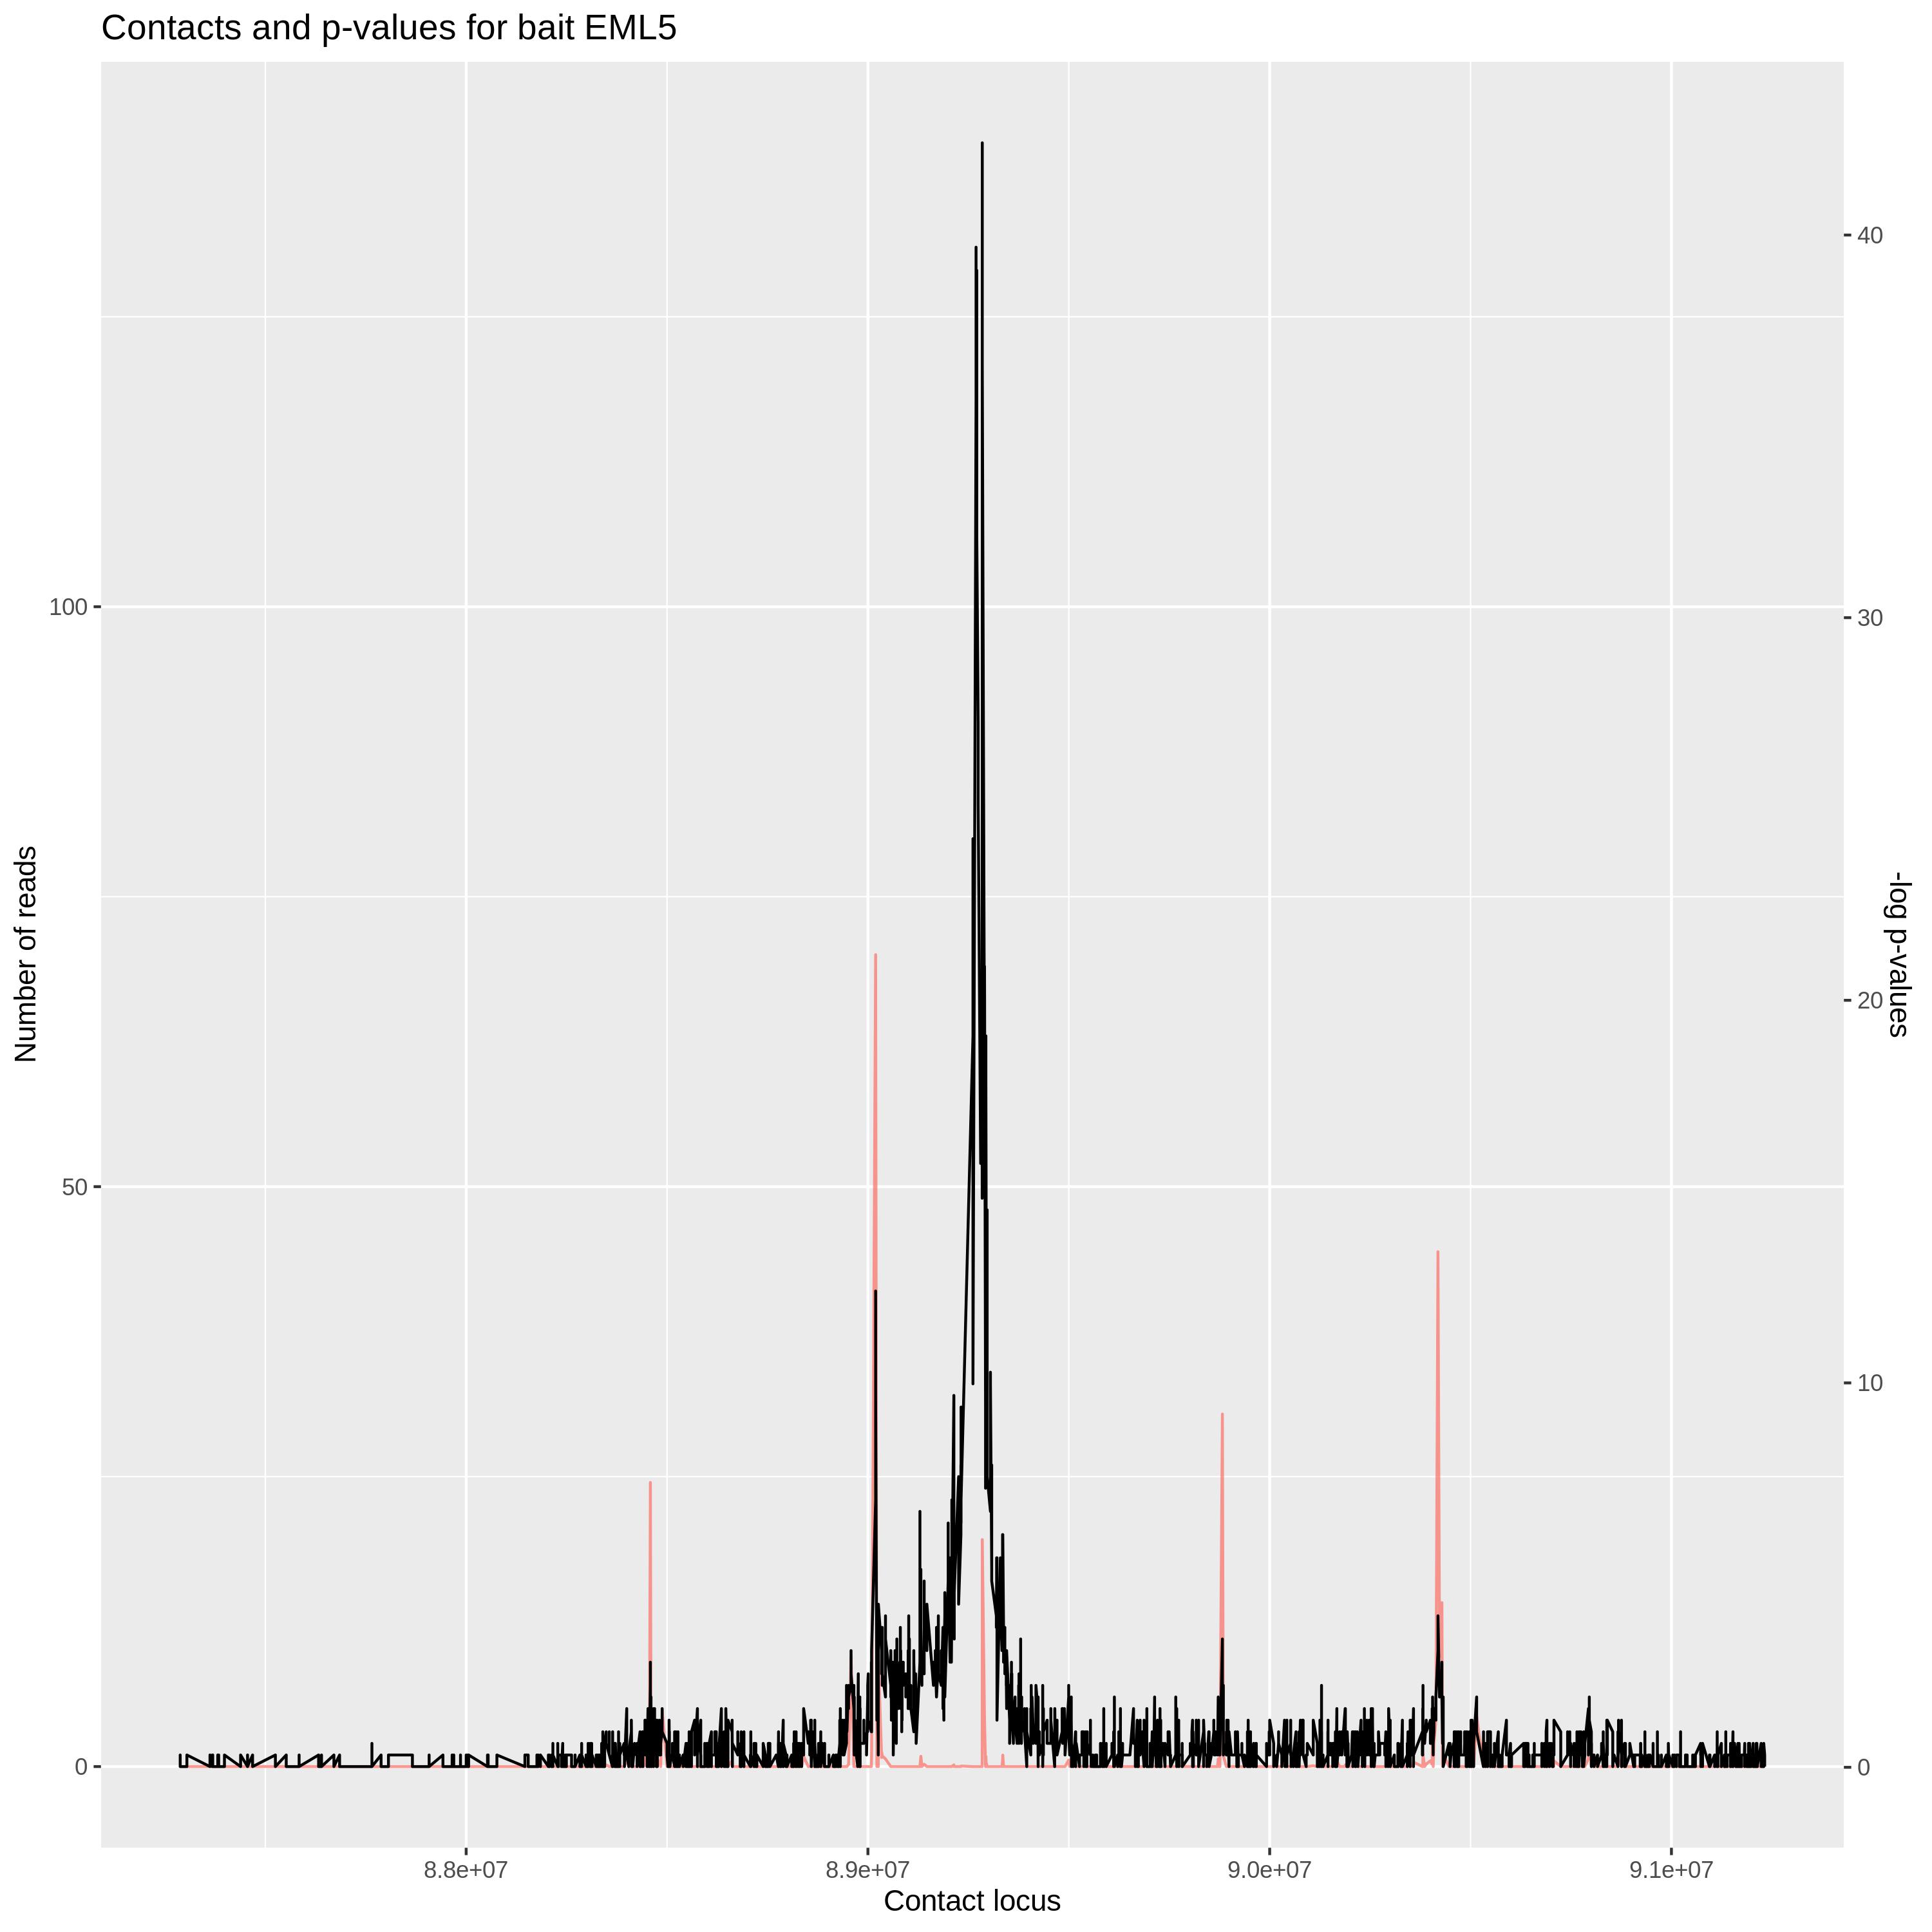 Contacts and p-values for bait EML5
Number of reads
100
50
0
40
30
20
10
0
-log p-values
8.8e+07
8.9e+07
9.0e+07
9.1e+07
Contact locus